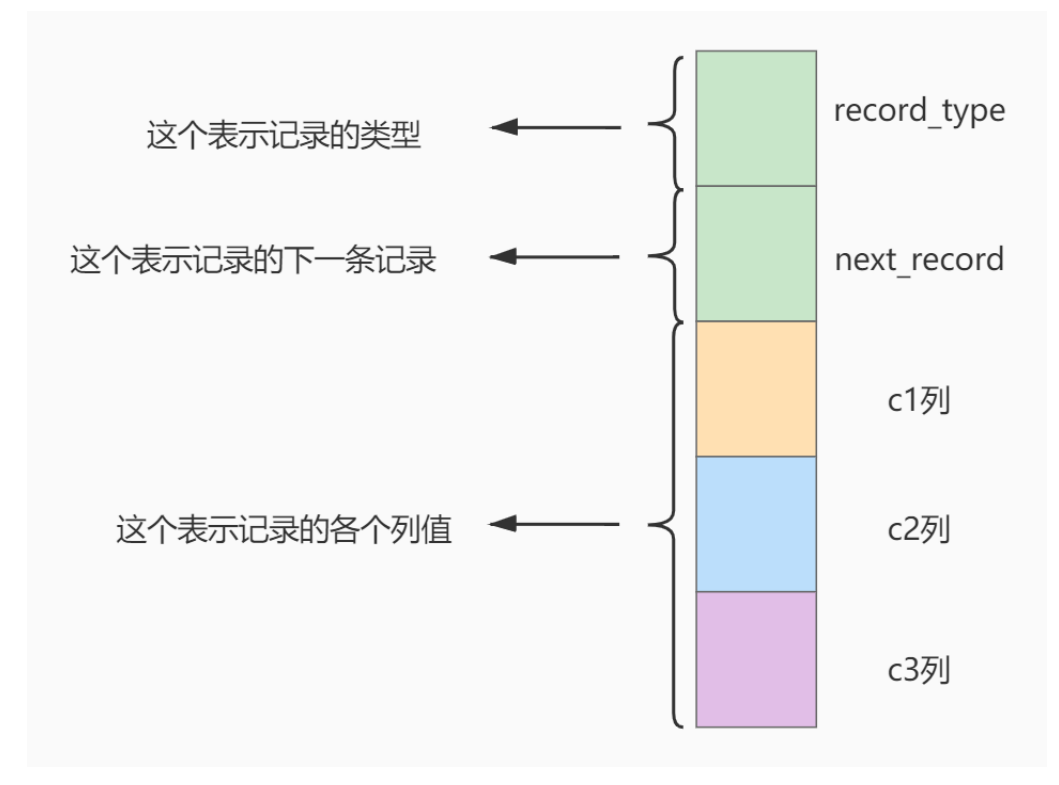 这个表示记录的类型
record_type
这个表示记录的下一条记录
next_record
c1列
这个表示记录的各个列值
c2列
c3列